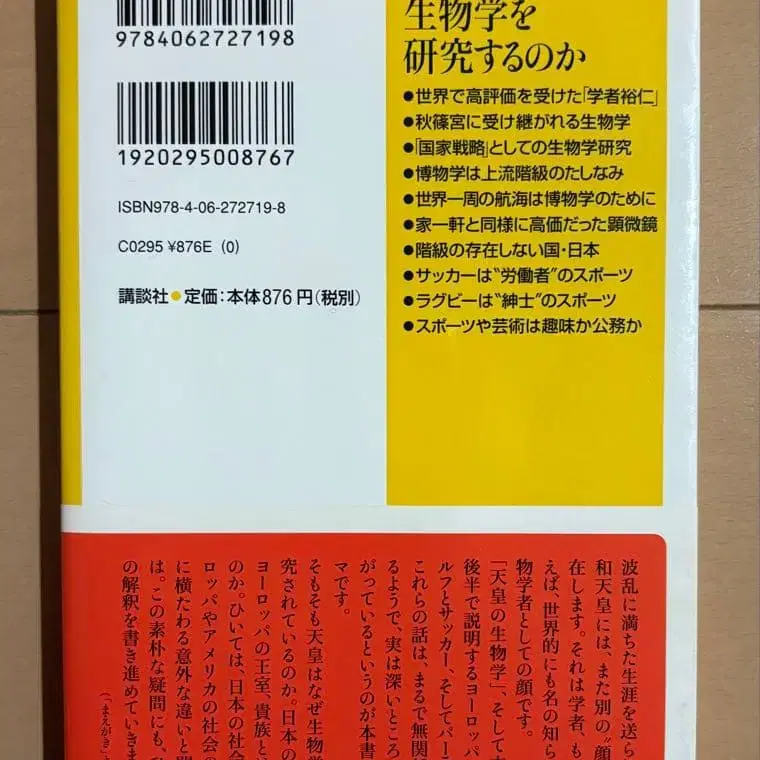 9784062727198
1920295008767
ISBN978-4-06-272719-8
C0295 ¥876E (0)
講談社●定価:本体876円(税別)
生物学を
研究するのか
●世界で高評価を受けた「学者裕仁」
●秋篠宮に受け継がれる生物学
●「国家戦略」としての生物学研究
●博物学は上流階級のたしなみ
●世界一周の航海は博物学のために
●家一軒と同様に高価だった顕微鏡
●階級の存在しない国・日本
●サッカーは“労働者”のスポーツ
●ラグビーは“紳士”のスポーツ
●スポーツや芸術は趣味か公務か
波乱に満ちた生涯を送ら
和天皇には、また別の“顔
在します。それは学者、も
えば、世界的にも名の知ら
物学者としての顔です。
「天皇の生物学」、そして
後半で説明するヨーロッパ
ルフとサッカー、そしてパー
これらの話は、まるで無関
るようで、実は深いところ
がっているというのが本書
マです。
そもそも天皇はなぜ生物学
究されているのか。日本の
ヨーロッパの王室、貴族と
のか。ひいては、日本の社会
ロッパやアメリカの社会の
に横たわる意外な違いと
は。この素朴な疑問にも、
の解釈を書き進めていきま
(「まえがき」